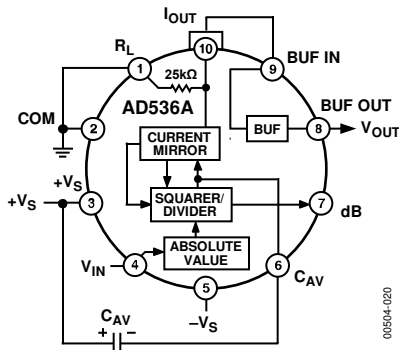 IOUT
RL
10
BUF IN
1
25kΩ
9
AD536A
BUF OUT
COM
2
CURRENT
MIRROR
BUF
8
VOUT
+VS
+VS
3
SQUARER/
DIVIDER
7
dB
VIN
4
ABSOLUTE
VALUE
6
CAV
5
–VS
CAV
+
–
00504-020